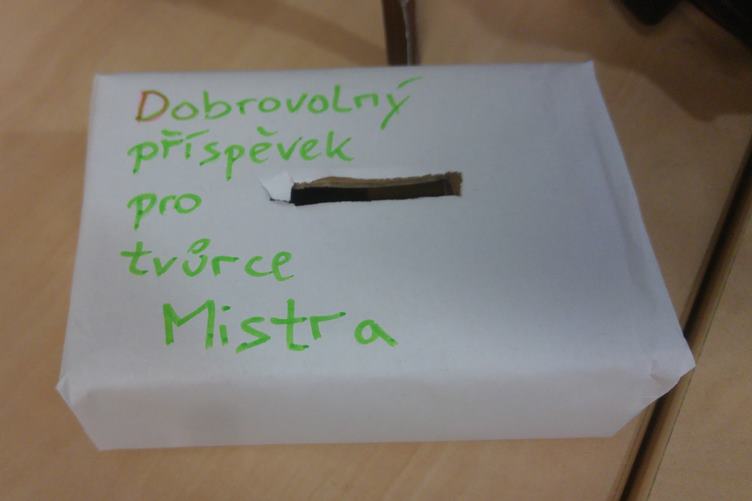 Dobrovolný
příspěvek
pro
tvůrce
Mistra